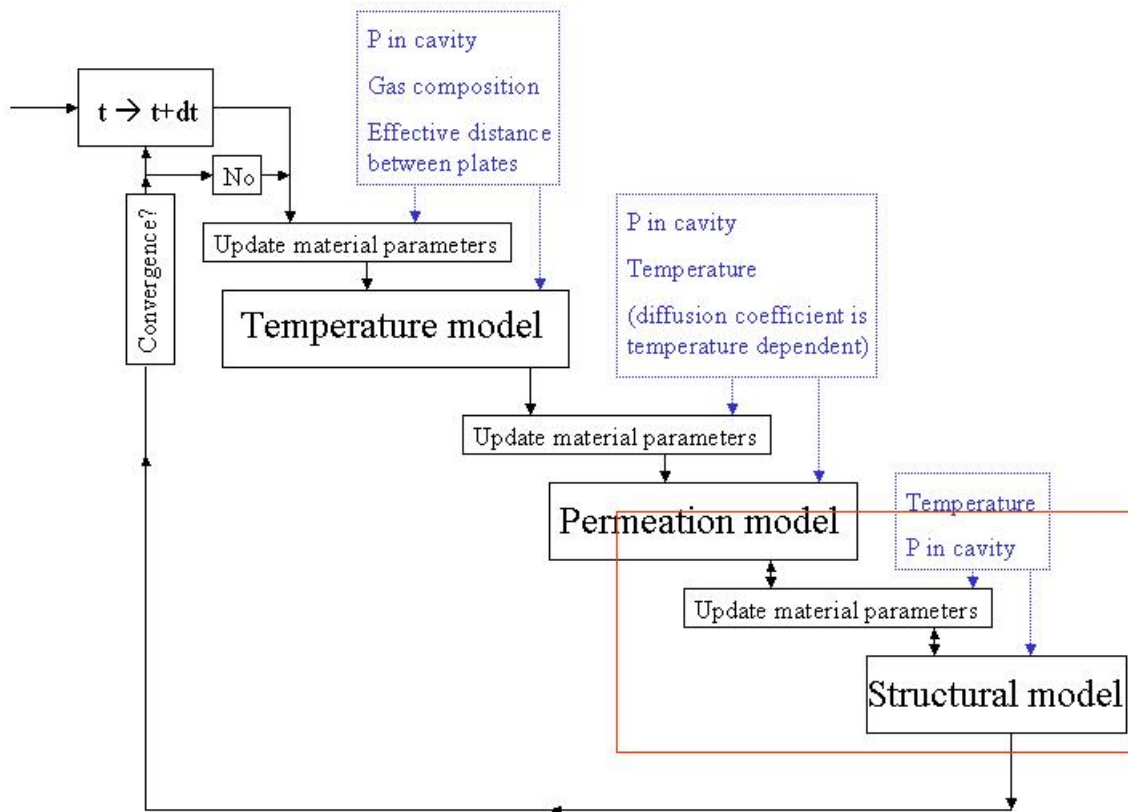 P in cavity
Gas composition
Effective distance
between plates
t → t+dt
No
Convergence?
Update material parameters
Temperature model
P in cavity
Temperature
(diffusion coefficient is
temperature dependent)
Update material parameters
Permeation model
Temperature
P in cavity
Update material parameters
Structural model